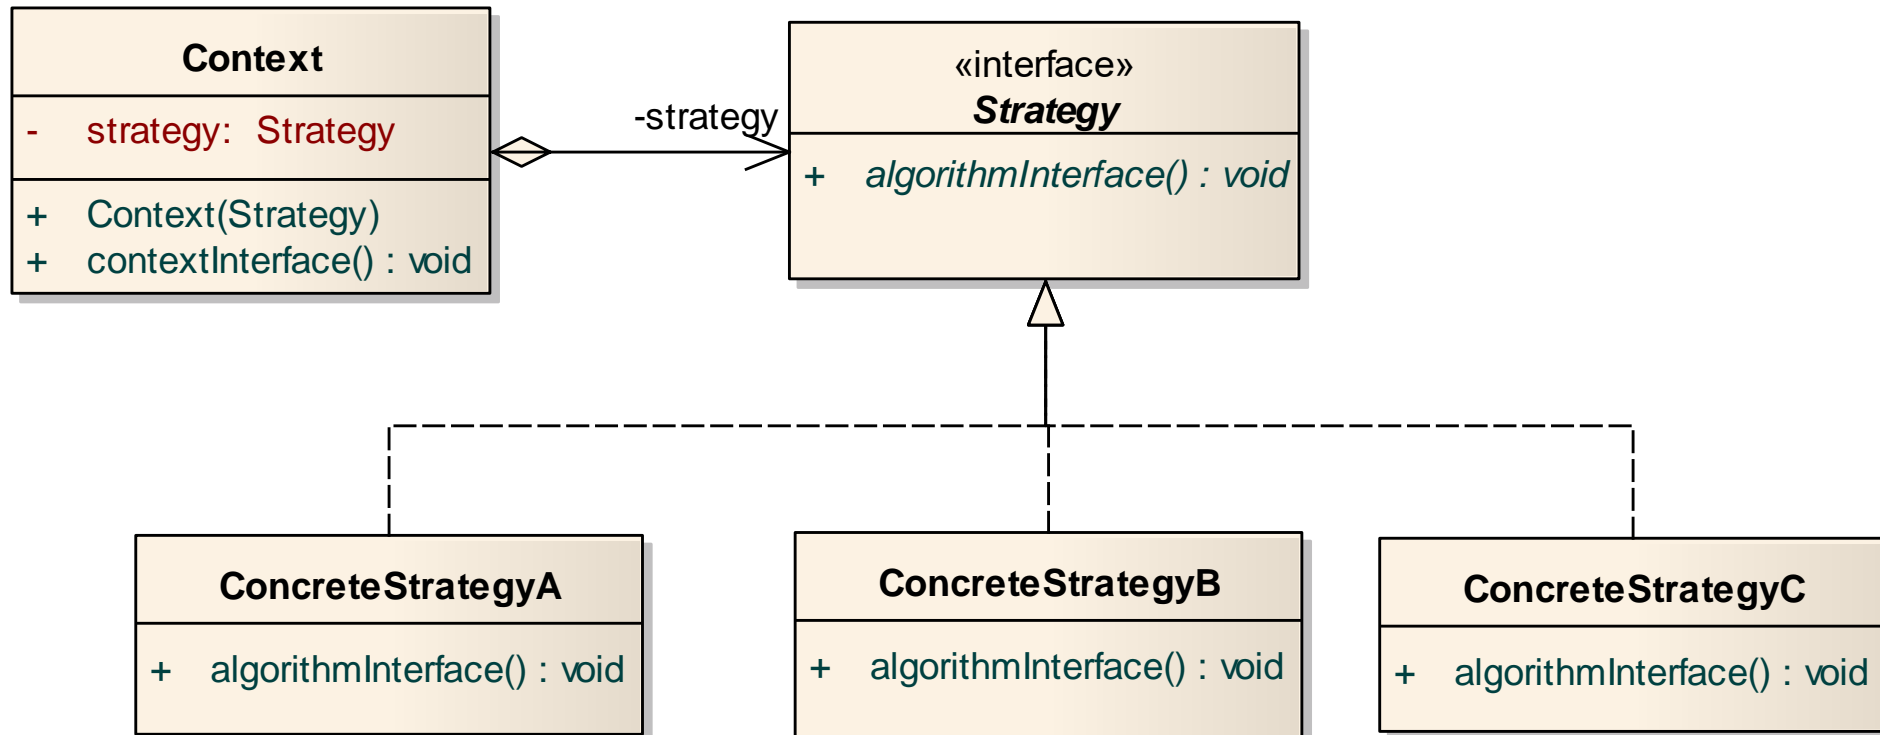 Context
- strategy: Strategy
+ Context(Strategy)
+ contextInterface() : void
-strategy
«interface»
Strategy
+ algorithmInterface() : void
ConcreteStrategyA
+ algorithmInterface() : void
ConcreteStrategyB
+ algorithmInterface() : void
ConcreteStrategyC
+ algorithmInterface() : void